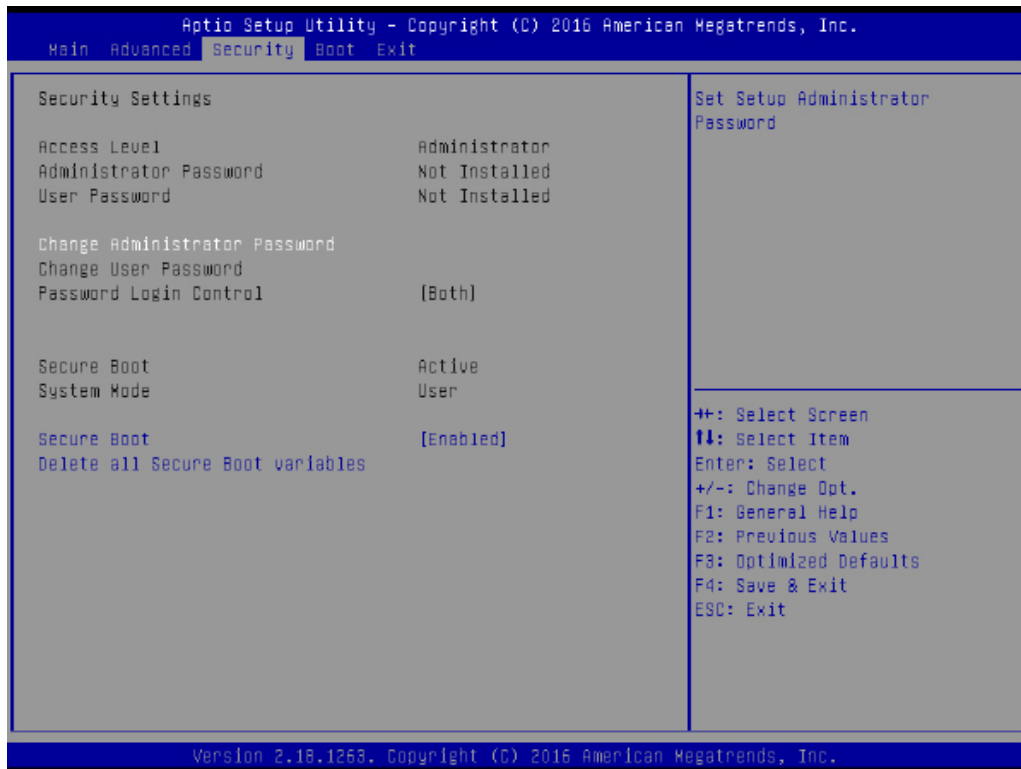 Aptio Setup Utility - Copyright (C) 2016 American Megatrends, Inc.
Main Advanced Security Boot Exit
Security Settings
Access Level Administrator
Administrator Password Not Installed
User Password Not Installed
Change Administrator Password
Change User Password
Password Login Control [Both]
Secure Boot Active
System Mode User
Secure Boot [Enabled]
Delete all Secure Boot variables
Set Setup Administrator
Password
→←: Select Screen
↑↓: Select Item
Enter: Select
+/-: Change Opt.
F1: General Help
F2: Previous Values
F3: Optimized Defaults
F4: Save & Exit
ESC: Exit
Version 2.18.1263. Copyright (C) 2016 American Megatrends, Inc.